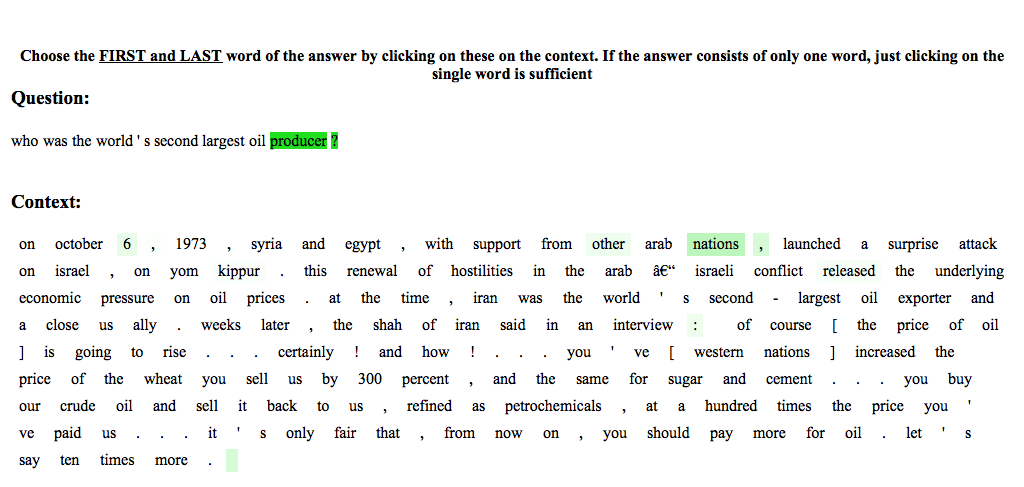 Choose the FIRST and LAST word of the answer by clicking on these on the context. If the answer consists of only one word, just clicking on the
single word is sufficient
Question:
who was the world ' s second largest oil producer ?
Context:
on october 6 , 1973 , syria and egypt , with support from other arab nations , launched a surprise attack
on israel , on yom kippur . this renewal of hostilities in the arab â€“ israeli conflict released the underlying
economic pressure on oil prices . at the time , iran was the world ' s second - largest oil exporter and
a close us ally . weeks later , the shah of iran said in an interview : of course [ the price of oil
] is going to rise . . . certainly ! and how ! . . . you ' ve [ western nations ] increased the
price of the wheat you sell us by 300 percent , and the same for sugar and cement . . . you buy
our crude oil and sell it back to us , refined as petrochemicals , at a hundred times the price you '
ve paid us . . . it ' s only fair that , from now on , you should pay more for oil . let ' s
say ten times more .